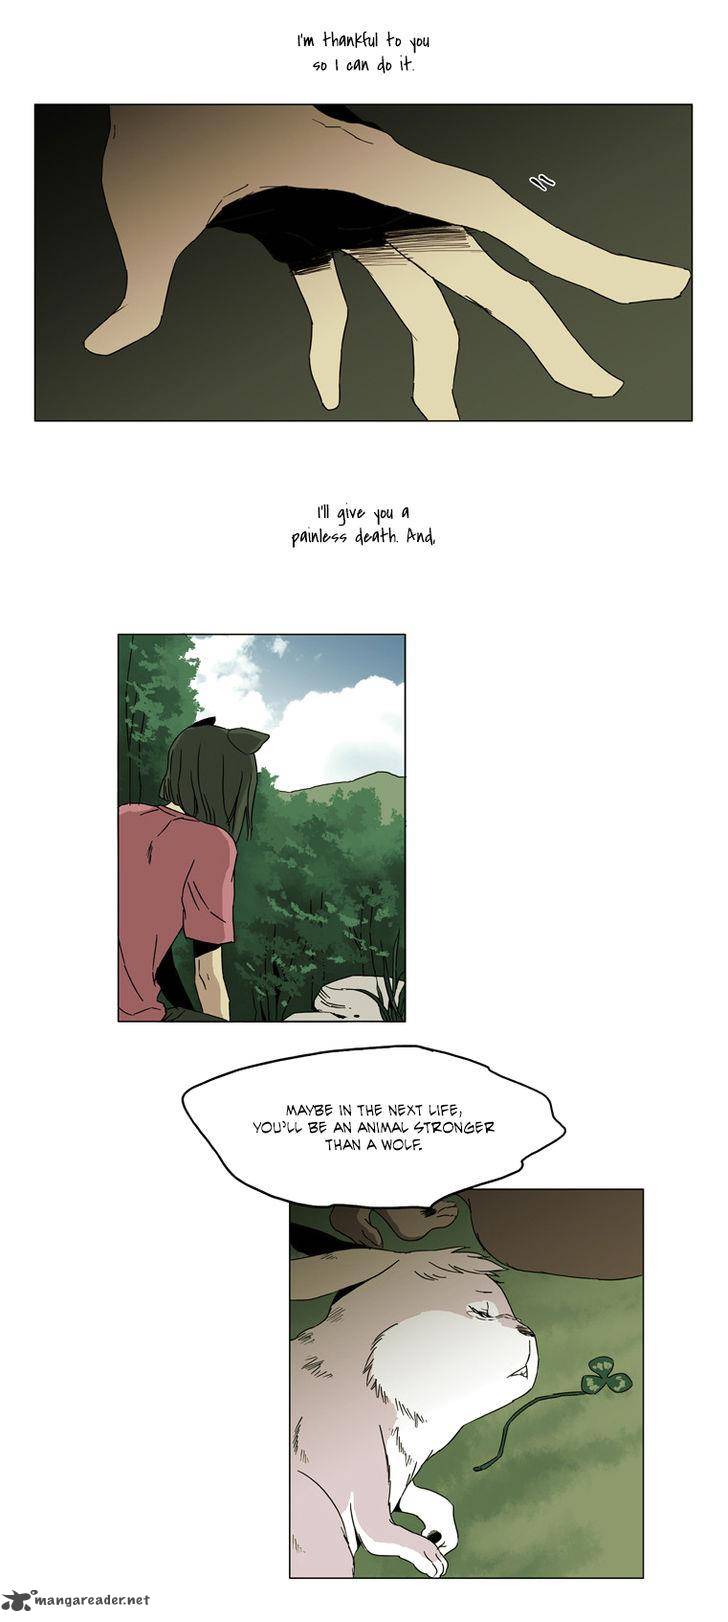 I'm thankful to you
so I can do it.
I'll give you a
painless death. And,
MAYBE IN THE NEXT LIFE,
YOU'LL BE AN ANIMAL STRONGER
THAN A WOLF.
mangareader.net